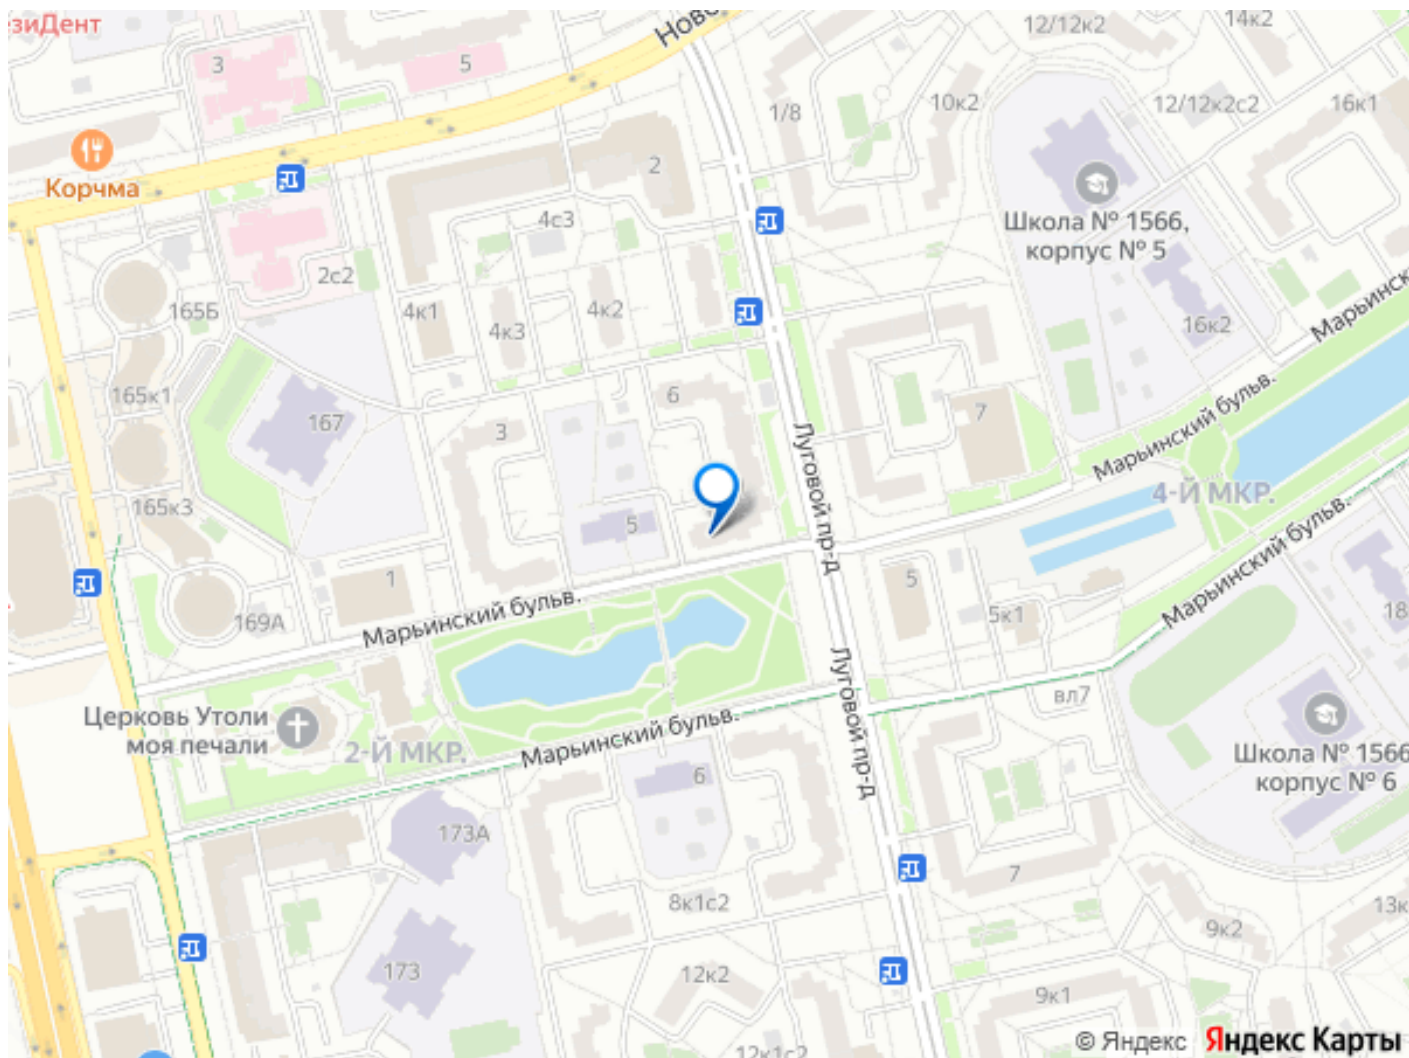 зиДент
3
5
Ново
12/12к2
14к2
1/8
10к2
12/12к2с2
16к1
Корчма
2
4с3
Школа № 1566,
корпус № 5
2с2
165Б
4к1
4к3
4к2
16к2
Марьинск
165к1
6
167
3
7
Марьинский бульв.
Луговой пр-д
165к3
5
4-Й МКР.
Марьинский бульв.
1
5
5к1
169А
Марьинский бульв.
18
Луговой пр-д
вл7
Церковь Утоли
моя печали
2-Й МКР.
Марьинский бульв.
Школа № 1566
корпус № 6
6
173А
7
8к1с2
13к
9к2
173
12к2
9к1
12к1с2
© Яндекс Яндекс Карты